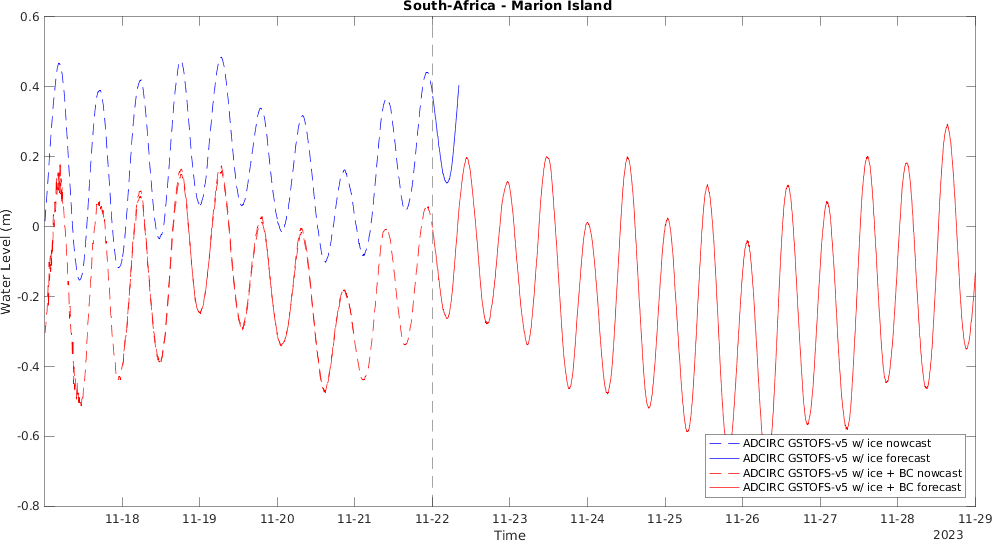 South-Africa - Marion Island
0.6
0.4
0.2
0
-0.2
-0.4
-0.6
-0.8
Water Level (m)
ADCIRC GSTOFS-v5 w/ ice nowcast
ADCIRC GSTOFS-v5 w/ ice forecast
ADCIRC GSTOFS-v5 w/ ice + BC nowcast
ADCIRC GSTOFS-v5 w/ ice + BC forecast
11-18 11-19 11-20 11-21 11-22 11-23 11-24 11-25 11-26 11-27 11-28 11-29
Time
2023